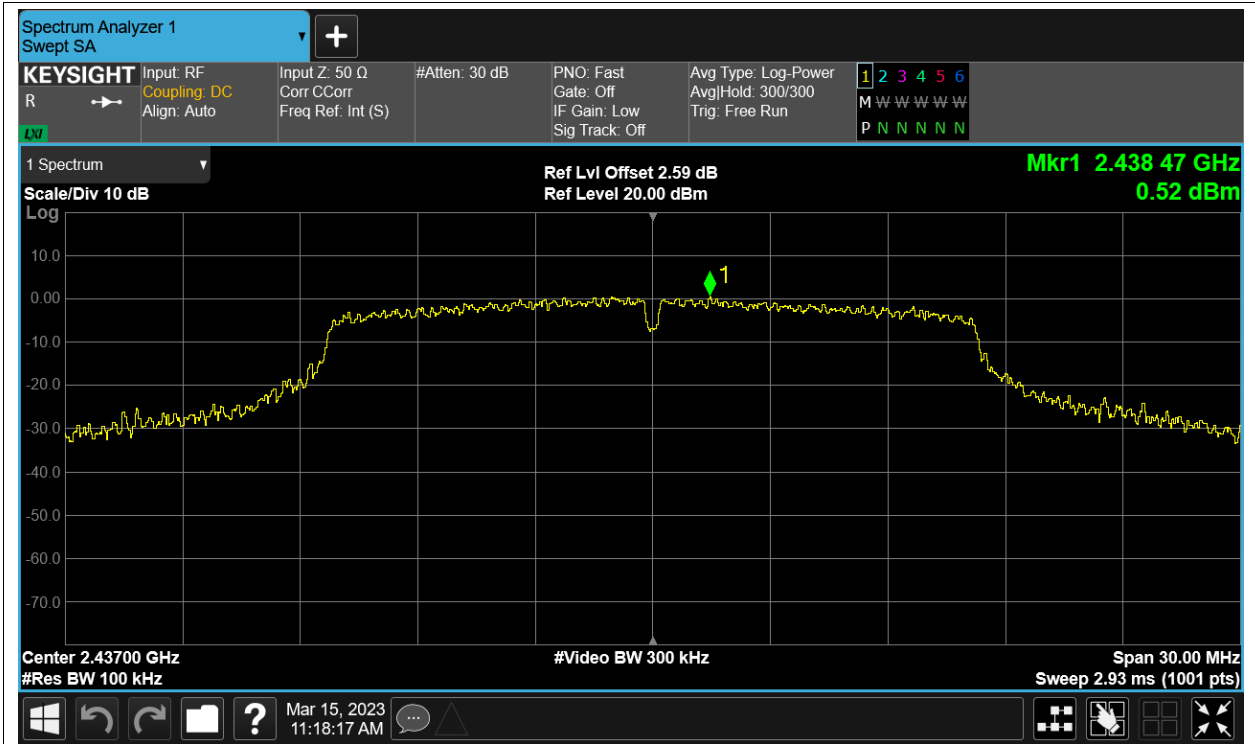 Spectrum Analyzer 1
Swept SA
KEYSIGHT
R
LXI
Input: RF
Coupling: DC
Align: Auto
Input Z: 50 Ω
Corr CCorr
Freq Ref: Int (S)
#Atten: 30 dB
PNO: Fast
Gate: Off
IF Gain: Low
Sig Track: Off
Avg Type: Log-Power
Avg|Hold: 300/300
Trig: Free Run
1 2 3 4 5 6
M W W W W W
P N N N N N
1 Spectrum
Scale/Div 10 dB
Log
Ref Lvl Offset 2.59 dB
Ref Level 20.00 dBm
Mkr1 2.438 47 GHz
0.52 dBm
1
10.0
0.00
-10.0
-20.0
-30.0
-40.0
-50.0
-60.0
-70.0
Center 2.43700 GHz
#Res BW 100 kHz
#Video BW 300 kHz
Span 30.00 MHz
Sweep 2.93 ms (1001 pts)
?
Mar 15, 2023
11:18:17 AM